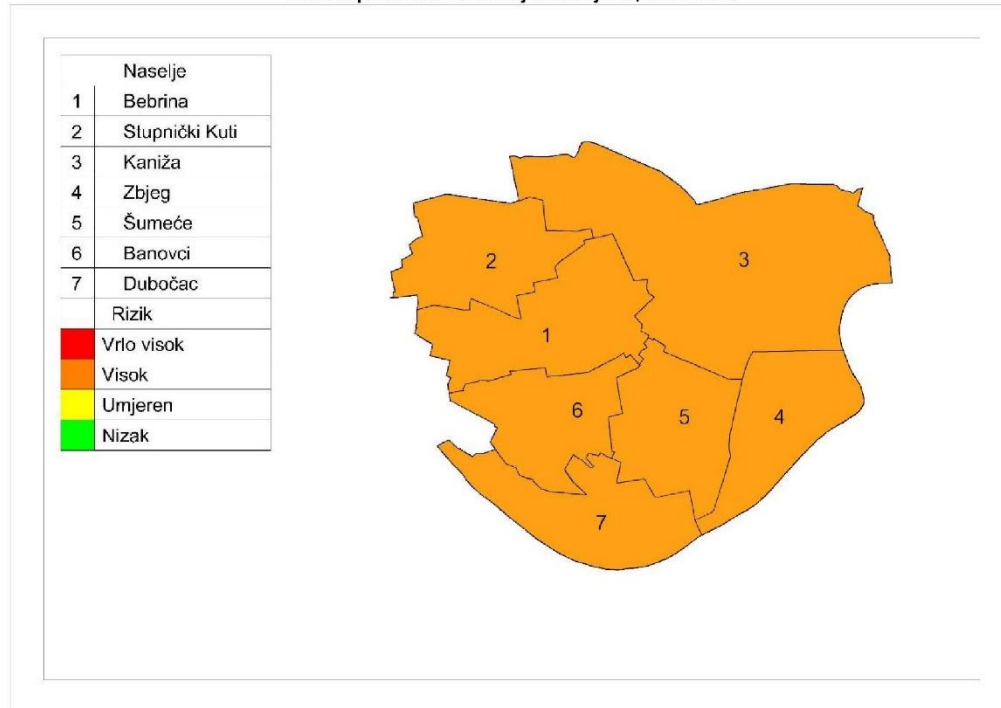 Naselje
1 Bebrina
2 Stupnički Kuti
3 Kaniža
4 Zbjeg
5 Šumeće
6 Banovci
7 Dubočac
Rizik
Vrlo visok
Visok
Umjeren
Nizak
2
3
1
6
5
4
7